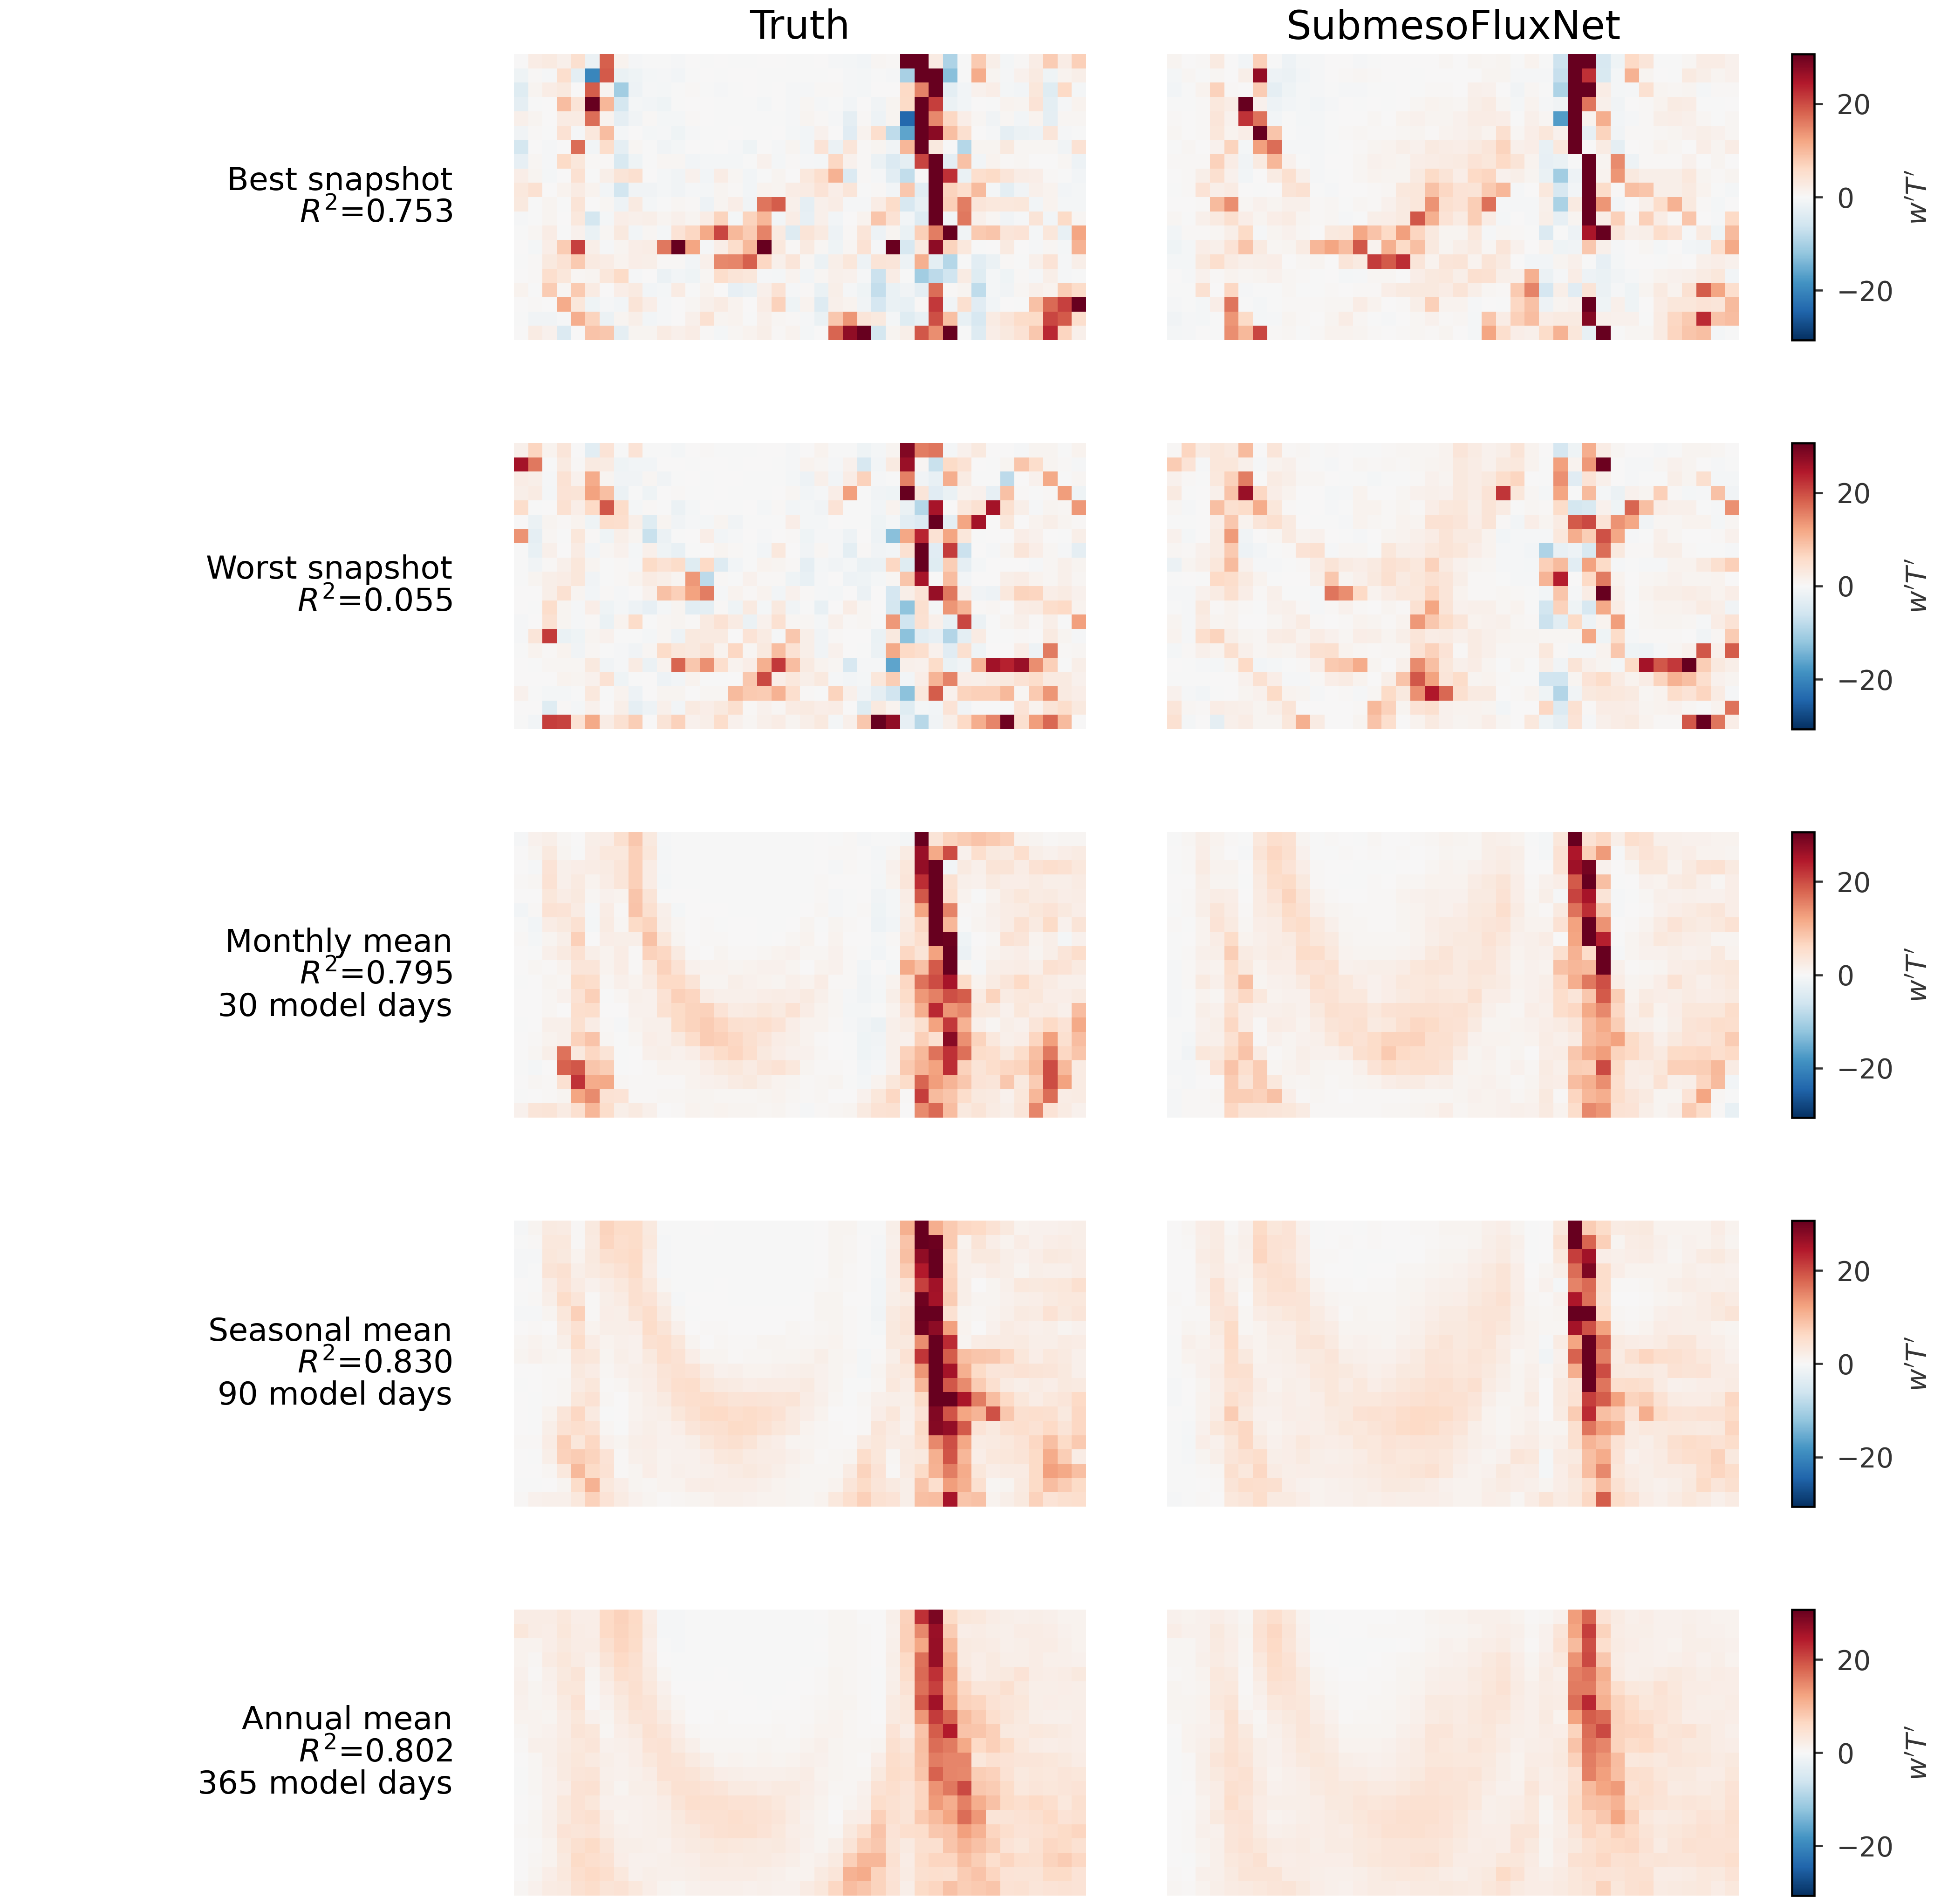 Truth
SubmesoFluxNet
Best snapshot
R²=0.753
20
0
−20
w′T′
Worst snapshot
R²=0.055
20
0
−20
w′T′
Monthly mean
R²=0.795
30 model days
20
0
−20
w′T′
Seasonal mean
R²=0.830
90 model days
20
0
−20
w′T′
Annual mean
R²=0.802
365 model days
20
0
−20
w′T′